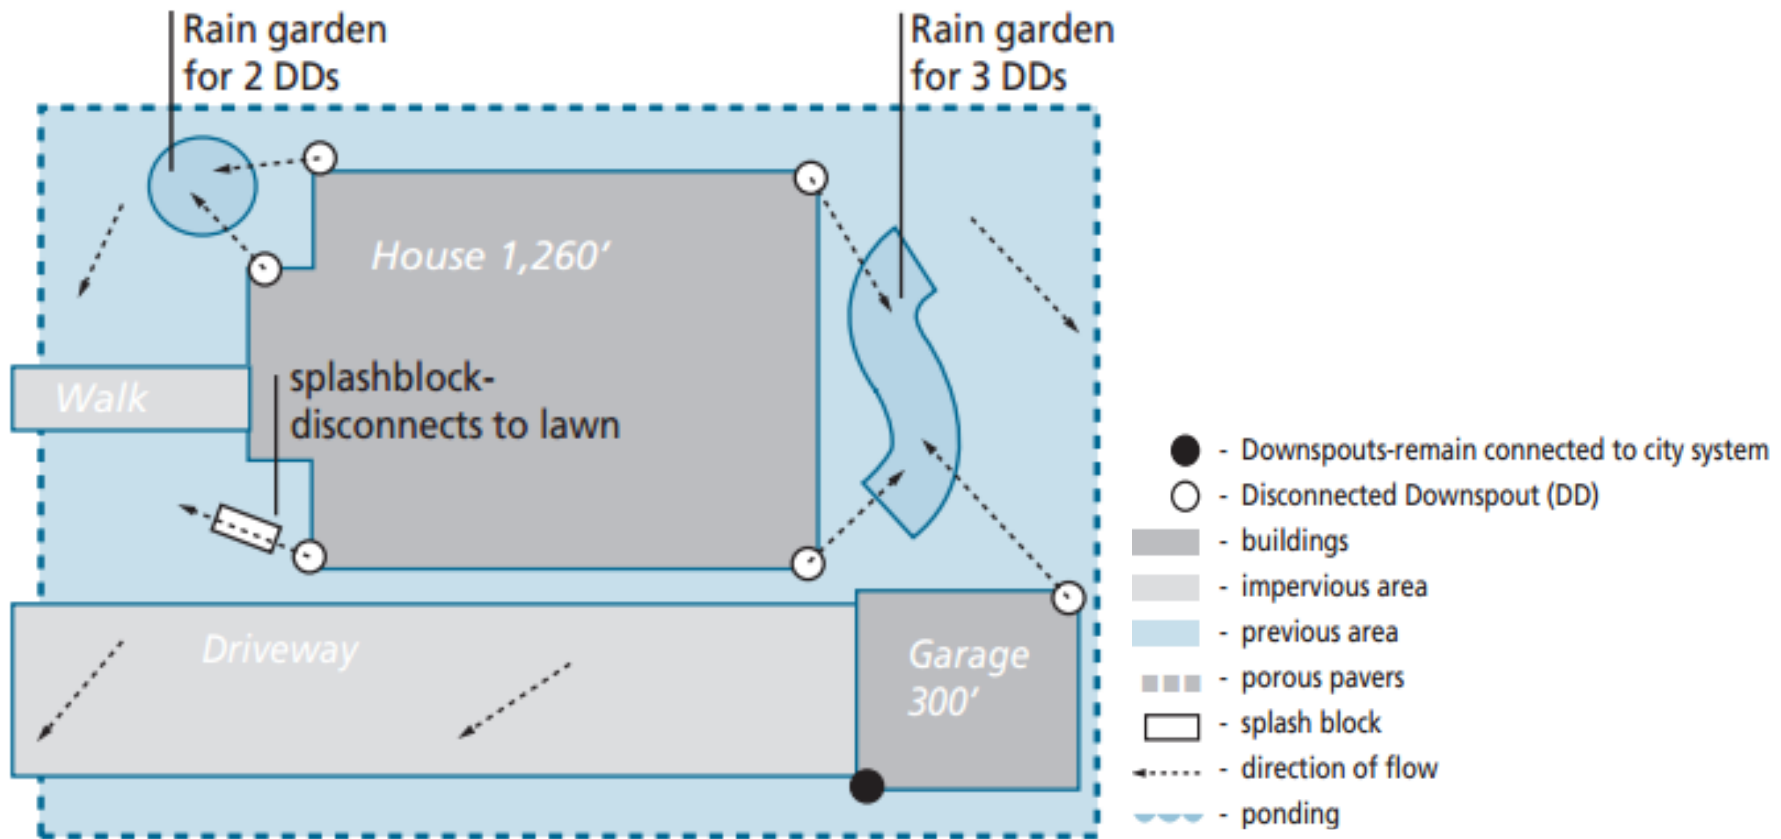 Rain garden
for 2 DDs
Rain garden
for 3 DDs
House 1,260’
splashblock-
disconnects to lawn
Walk
Driveway
Garage
300’
- Downspouts-remain connected to city system
- Disconnected Downspout (DD)
- buildings
- impervious area
- previous area
- porous pavers
- splash block
- direction of flow
- ponding